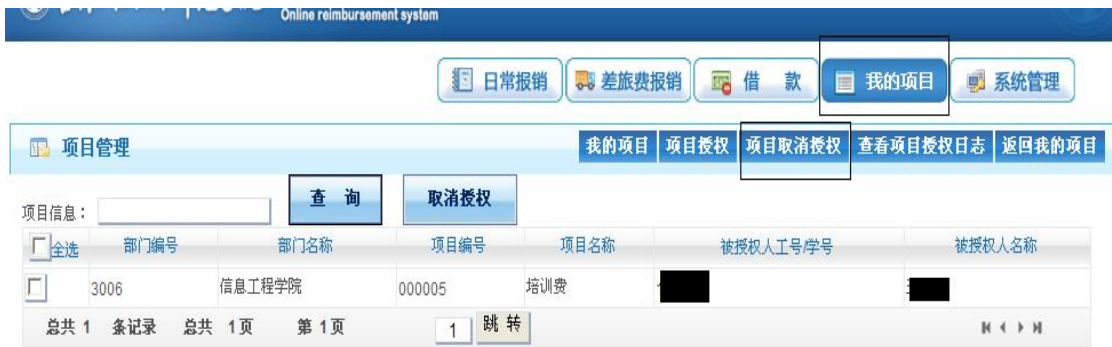 Online reimbursement system
日常报销 差旅费报销 借 款 我的项目 系统管理
项目管理 我的项目 项目授权 项目取消授权 查看项目授权日志 返回我的项目
项目信息： 查 询 取消授权
全选 部门编号 部门名称 项目编号 项目名称 被授权人工号/学号 被授权人名称
3006 信息工程学院 000005 培训费
总共 1 条记录 总共 1页 第 1页 1 跳 转